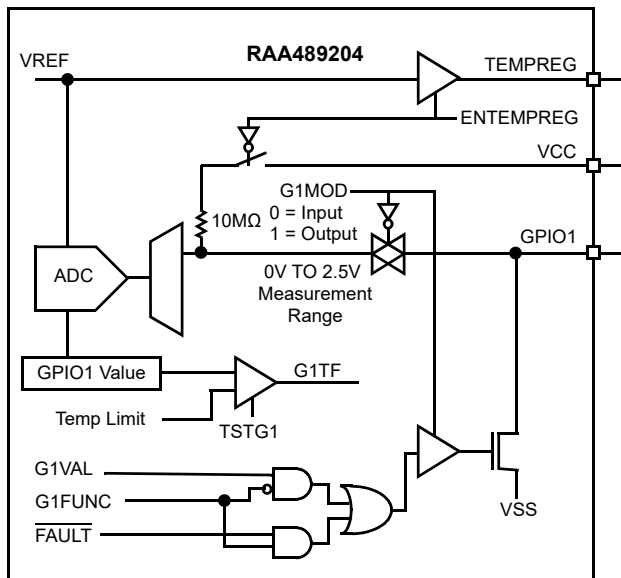 RAA489204
VREF
TEMPREG
ENTEMPREG
VCC
G1MOD
0 = Input
1 = Output
10MΩ
GPIO1
ADC
0V TO 2.5V
Measurement
Range
GPIO1 Value
G1TF
Temp Limit
TSTG1
G1VAL
G1FUNC
FAULT
VSS